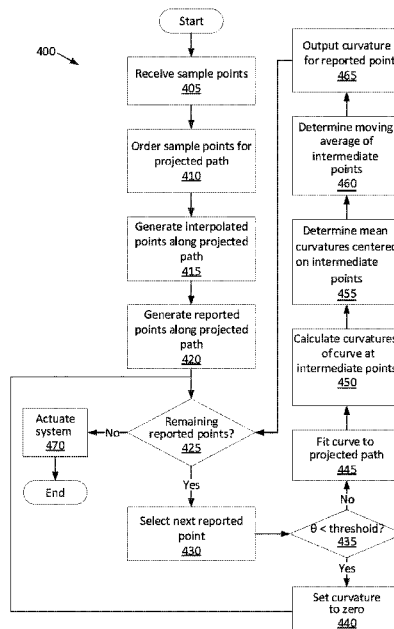 400
Start
Receive sample points
405
Order sample points for
projected path
410
Generate interpolated
points along projected
path
415
Generate reported
points along projected
path
420
Remaining
reported points?
425
No
Actuate
system
470
End
Yes
Select next reported
point
430
θ < threshold?
435
Yes
Set curvature
to zero
440
No
Fit curve to
projected path
445
Calculate curvatures
of curve at
intermediate points
450
Determine mean
curvatures centered
on intermediate
points
455
Determine moving
average of
intermediate
points
460
Output curvature
for reported point
465